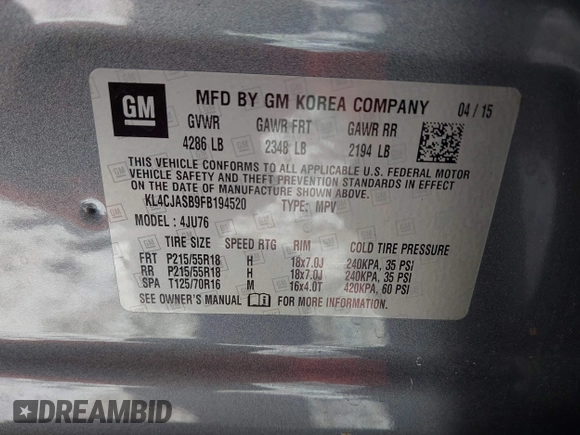 GM MFD BY GM KOREA COMPANY 04 / 15
GVWR GAWR FRT GAWR RR
4286 LB 2348 LB 2194 LB
THIS VEHICLE CONFORMS TO ALL APPLICABLE U.S. FEDERAL MOTOR
VEHICLE SAFETY AND THEFT PREVENTION STANDARDS IN EFFECT
ON THE DATE OF MANUFACTURE SHOWN ABOVE.
KL4CJASB9FB194520 TYPE: MPV
MODEL : 4JU76
TIRE SIZE SPEED RTG RIM COLD TIRE PRESSURE
FRT P215/55R18 H 18x7.0J 240KPA, 35 PSI
RR P215/55R18 H 18x7.0J 240KPA, 35 PSI
SPA T125/70R16 M 16x4.0T 420KPA, 60 PSI
SEE OWNER'S MANUAL FOR MORE INFORMATION.
DREAMBID